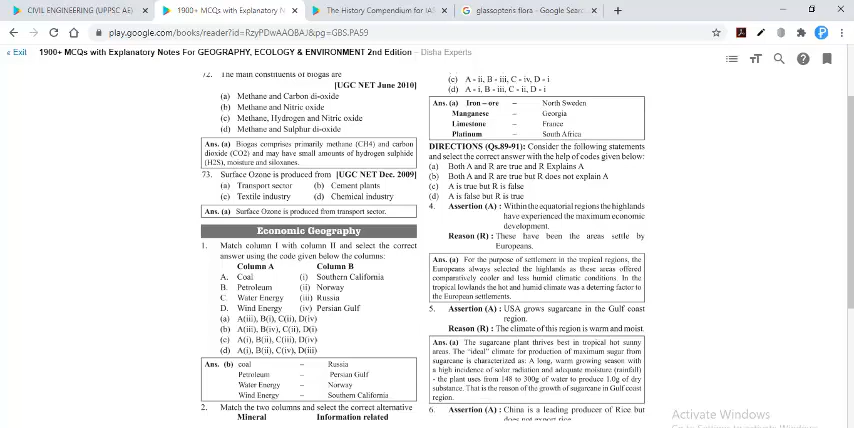 CIVIL ENGINEERING (UPPSC AE)
1900+ MCQs with Explanatory N
The History Compendium for IAS
glassopteris flora - Google Searc
play.google.com/books/reader?id=RzyPDwAAQBAJ&pg=GBS.PA59
« Exit 1900+ MCQs with Explanatory Notes For GEOGRAPHY, ECOLOGY & ENVIRONMENT 2nd Edition – Disha Experts
72. The main constituents of biogas are
[UGC NET June 2010]
(a) Methane and Carbon di-oxide
(b) Methane and Nitric oxide
(c) Methane, Hydrogen and Nitric oxide
(d) Methane and Sulphur di-oxide
Ans. (a) Biogas comprises primarily methane (CH4) and carbon
dioxide (CO2) and may have small amounts of hydrogen sulphide
(H2S), moisture and siloxanes.
73. Surface Ozone is produced from [UGC NET Dec. 2009]
(a) Transport sector (b) Cement plants
(c) Textile industry (d) Chemical industry
Ans. (a) Surface Ozone is produced from transport sector.
Economic Geography
1. Match column I with column II and select the correct
answer using the code given below the columns:
Column A Column B
A. Coal (i) Southern California
B. Petroleum (ii) Norway
C. Water Energy (iii) Russia
D. Wind Energy (iv) Persian Gulf
(a) A(iii), B(i), C(ii), D(iv)
(b) A(iii), B(iv), C(ii), D(i)
(c) A(i), B(ii), C(iii), D(iv)
(d) A(i), B(ii), C(iv), D(iii)
Ans. (b) coal – Russia
Petroleum – Persian Gulf
Water Energy – Norway
Wind Energy – Southern California
2. Match the two columns and select the correct alternative
Mineral Information related
(c) A - ii, B - iii, C - iv, D - i
(d) A - i, B - iii, C - ii, D - i
Ans. (a) Iron – ore – North Sweden
Manganese – Georgia
Limestone – France
Platinum – South Africa
DIRECTIONS (Qs.89-91): Consider the following statements
and select the correct answer with the help of codes given below:
(a) Both A and R are true and R Explains A
(b) Both A and R are true but R does not explain A
(c) A is true but R is false
(d) A is false but R is true
4. Assertion (A) : Within the equatorial regions the highlands
have experienced the maximum economic
development.
Reason (R) : These have been the areas settle by
Europeans.
Ans. (a) For the purpose of settlement in the tropical regions, the
Europeans always selected the highlands as these areas offered
comparatively cooler and less humid climatic conditions. In the
tropical lowlands the hot and humid climate was a deterring factor to
the European settlements.
5. Assertion (A) : USA grows sugarcane in the Gulf coast
region.
Reason (R) : The climate of this region is warm and moist.
Ans. (a) The sugarcane plant thrives best in tropical hot sunny
areas. The "ideal" climate for production of maximum sugar from
sugarcane is characterized as: A long, warm growing season with
a high incidence of solar radiation and adequate moisture (rainfall)
- the plant uses from 148 to 300g of water to produce 1.0g of dry
substance. That is the reason of the growth of sugarcane in Gulf coast
region.
6. Assertion (A) : China is a leading producer of Rice but
does not export rice.
Activate Windows